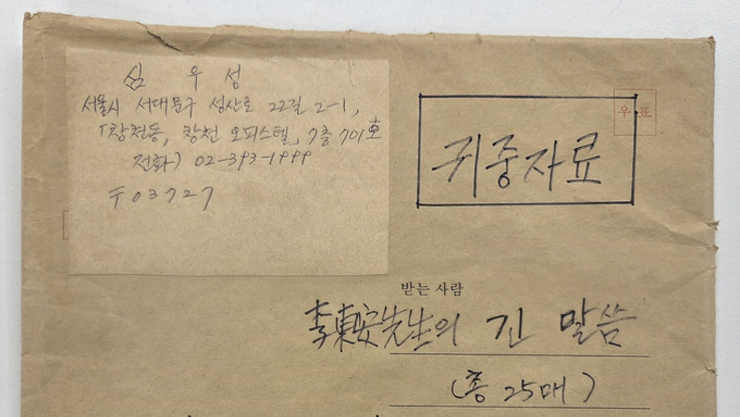 심우성
서울시 서대문구 성산로 22길 2-1,
「창천동, 창천 오피스텔」 7층 701호
전화) 02-393-1999
〒03727
우표
귀중자료
받는 사람
李東安先生의 긴 말씀
(총 25매)